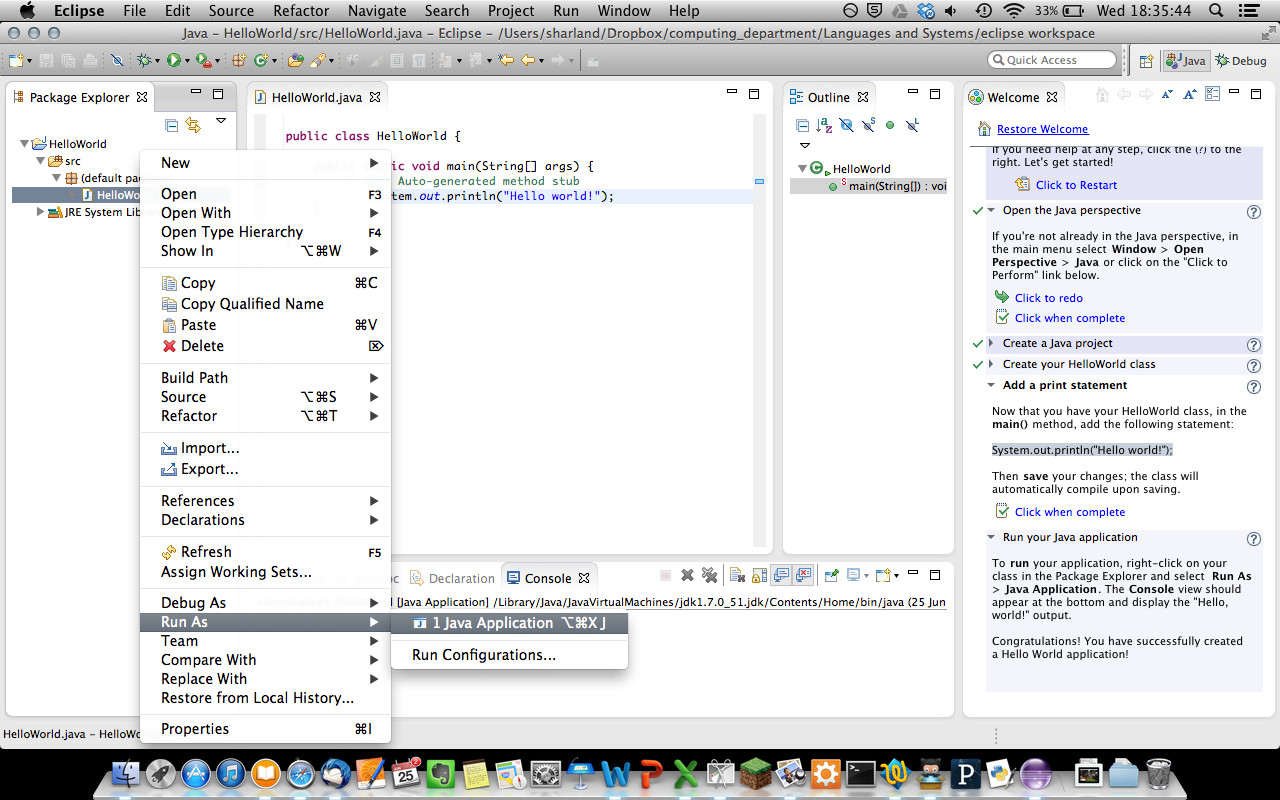 Eclipse File Edit Source Refactor Navigate Search Project Run Window Help 33% Wed 18:35:44
Java – HelloWorld/src/HelloWorld.java – Eclipse – /Users/sharland/Dropbox/computing_department/Languages and Systems/eclipse workspace
Quick Access Java Debug
Package Explorer
HelloWorld
src
(default pac
HelloWo
JRE System Lib
New
Open F3
Open With
Open Type Hierarchy F4
Show In ⌥⌘W
Copy ⌘C
Copy Qualified Name
Paste ⌘V
Delete ⌦
Build Path
Source ⌥⌘S
Refactor ⌥⌘T
Import...
Export...
References
Declarations
Refresh F5
Assign Working Sets...
Debug As
Run As
Team
Compare With
Replace With
Restore from Local History...
Properties ⌘I
1 Java Application ⌥⌘X J
Run Configurations...
HelloWorld.java
public class HelloWorld {
ic void main(String[] args) {
Auto-generated method stub
tem.out.println("Hello world!");
Outline
HelloWorld
main(String[]) : voi
Declaration Console
[Java Application] /Library/Java/JavaVirtualMachines/jdk1.7.0_51.jdk/Contents/Home/bin/java (25 Jun
Welcome
Restore Welcome
If you need help at any step, click the (?) to the
right. Let's get started!
Click to Restart
Open the Java perspective
If you're not already in the Java perspective, in
the main menu select Window > Open
Perspective > Java or click on the "Click to
Perform" link below.
Click to redo
Click when complete
Create a Java project
Create your HelloWorld class
Add a print statement
Now that you have your HelloWorld class, in the
main() method, add the following statement:
System.out.println("Hello world!");
Then save your changes; the class will
automatically compile upon saving.
Click when complete
Run your Java application
To run your application, right-click on your
class in the Package Explorer and select Run As
> Java Application. The Console view should
appear at the bottom and display the "Hello,
world!" output.
Congratulations! You have successfully created
a Hello World application!
HelloWorld.java – HelloWo
25